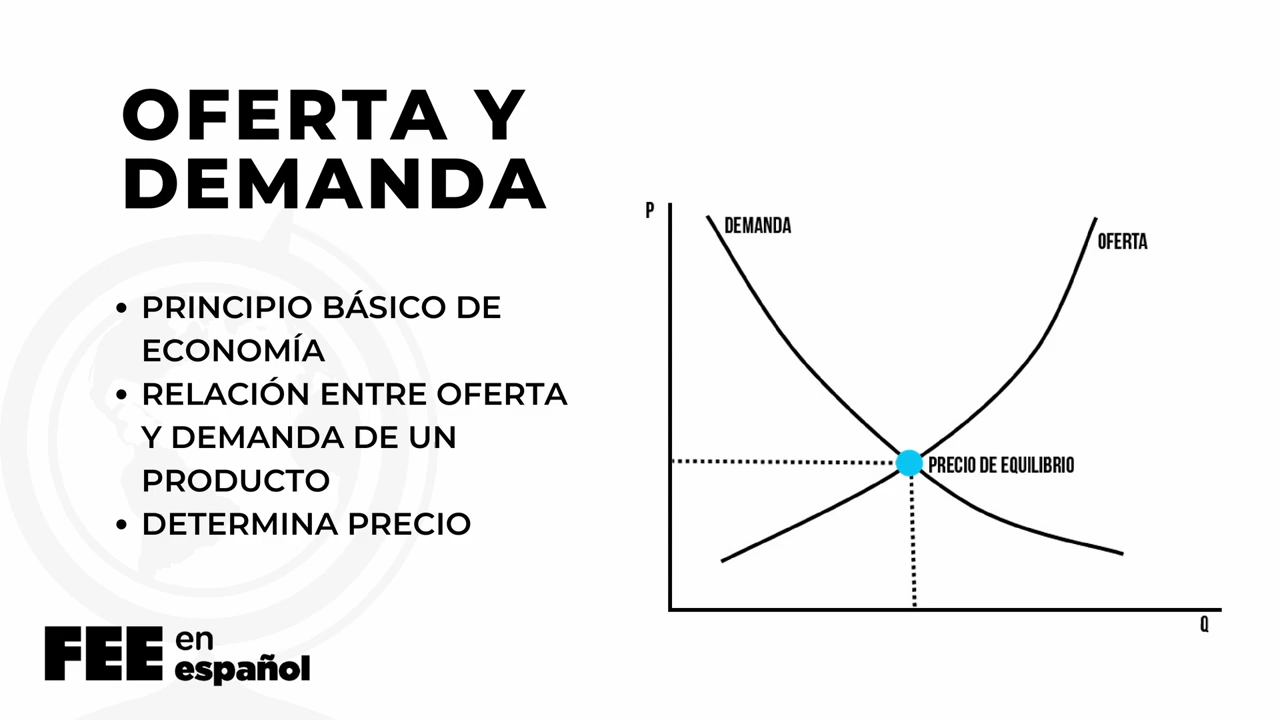 OFERTA Y
DEMANDA
PRINCIPIO BÁSICO DE
ECONOMÍA
RELACIÓN ENTRE OFERTA
Y DEMANDA DE UN
PRODUCTO
DETERMINA PRECIO
FEE en
español
P
DEMANDA
OFERTA
PRECIO DE EQUILIBRIO
Q